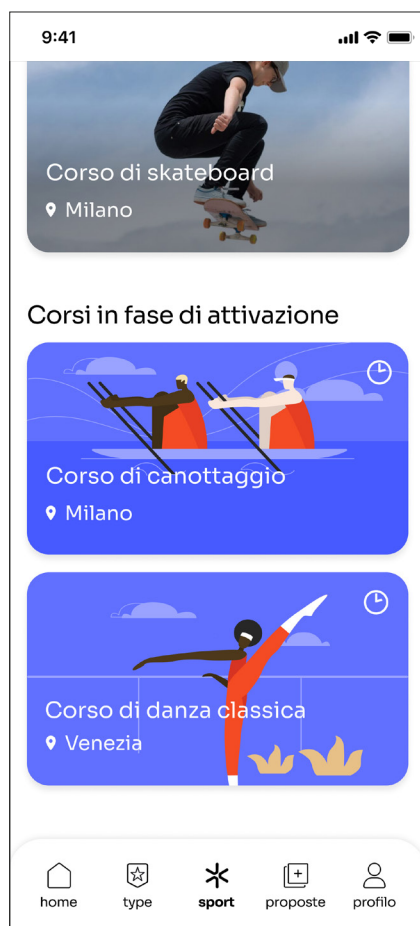 9:41
Corso di skateboard
Milano
Corsi in fase di attivazione
Corso di canottaggio
Milano
Corso di danza classica
Venezia
home
type
sport
proposte
profilo